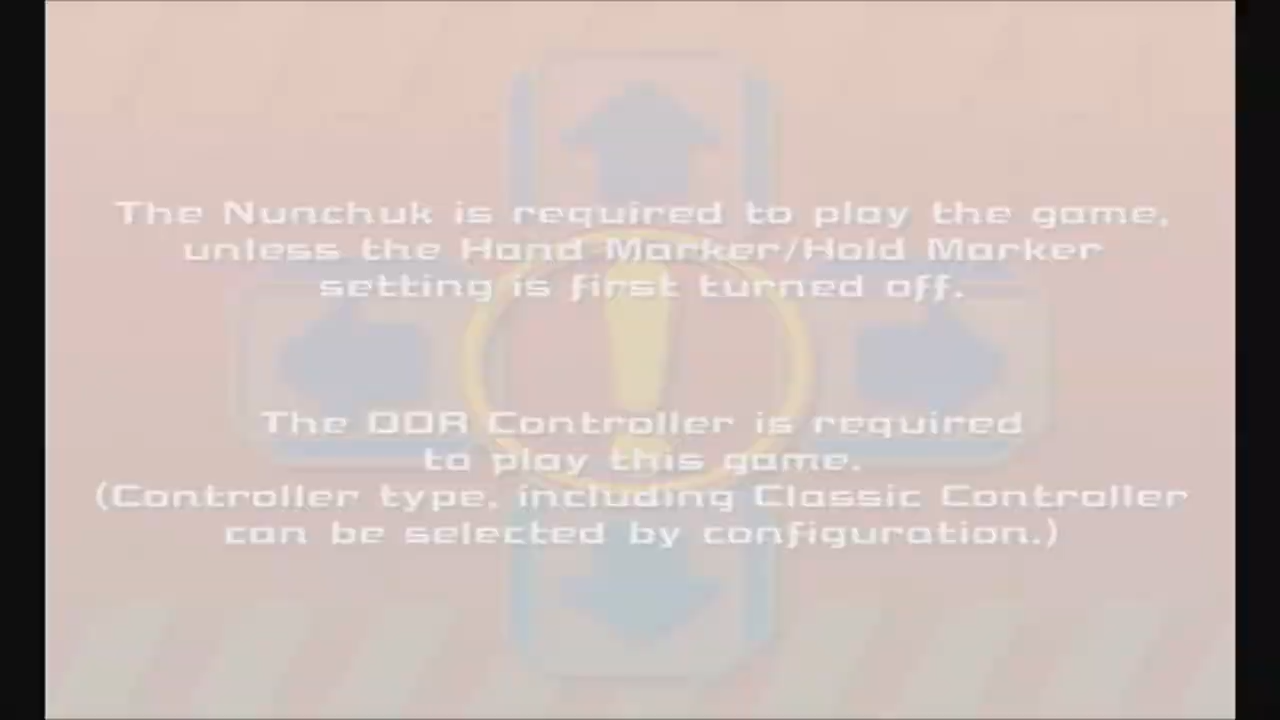 The Nunchuk is required to play the game,
unless the Hand Marker/Hold Marker
setting is first turned off.
The DDR Controller is required
to play this game.
(Controller type, including Classic Controller
can be selected by configuration.)